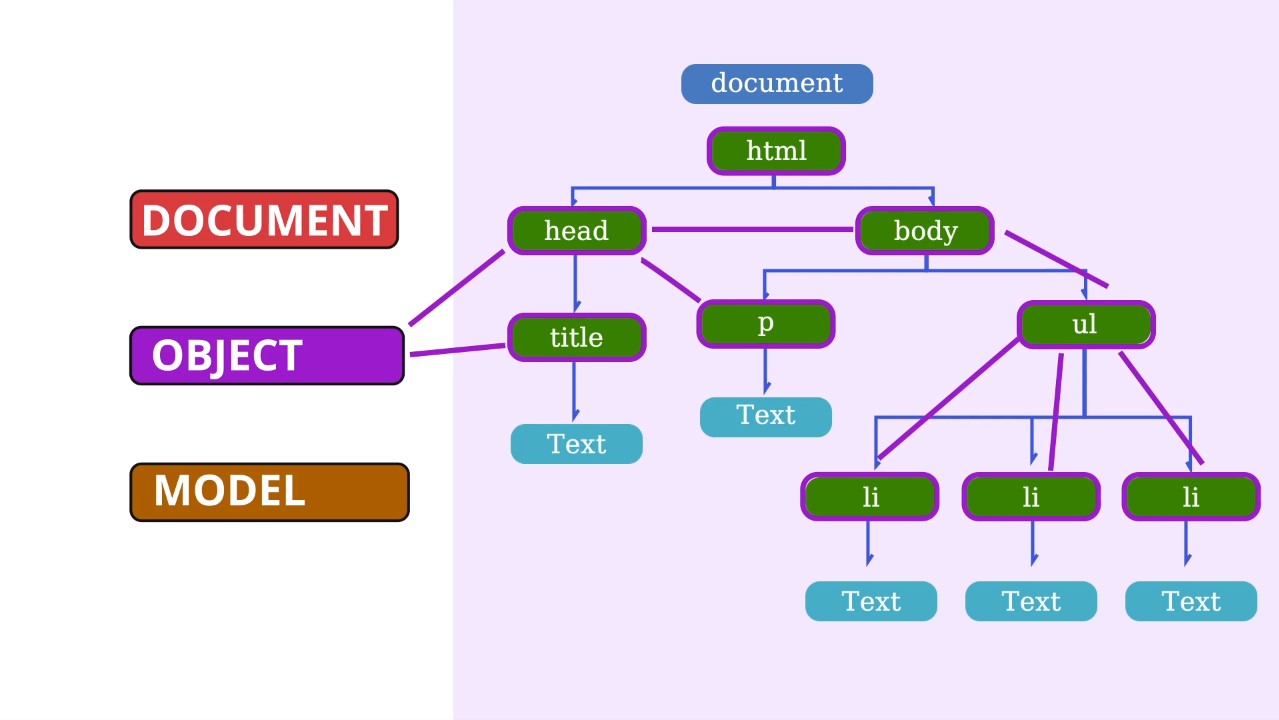 DOCUMENT
OBJECT
MODEL
document
html
head
body
title
p
ul
Text
Text
li
li
li
Text
Text
Text